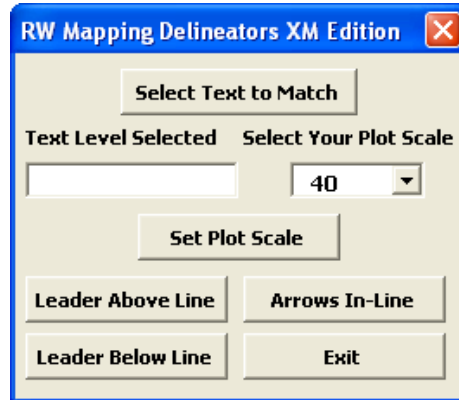 RW Mapping Delineators XM Edition
Select Text to Match
Text Level Selected Select Your Plot Scale
40
Set Plot Scale
Leader Above Line Arrows In-Line
Leader Below Line Exit